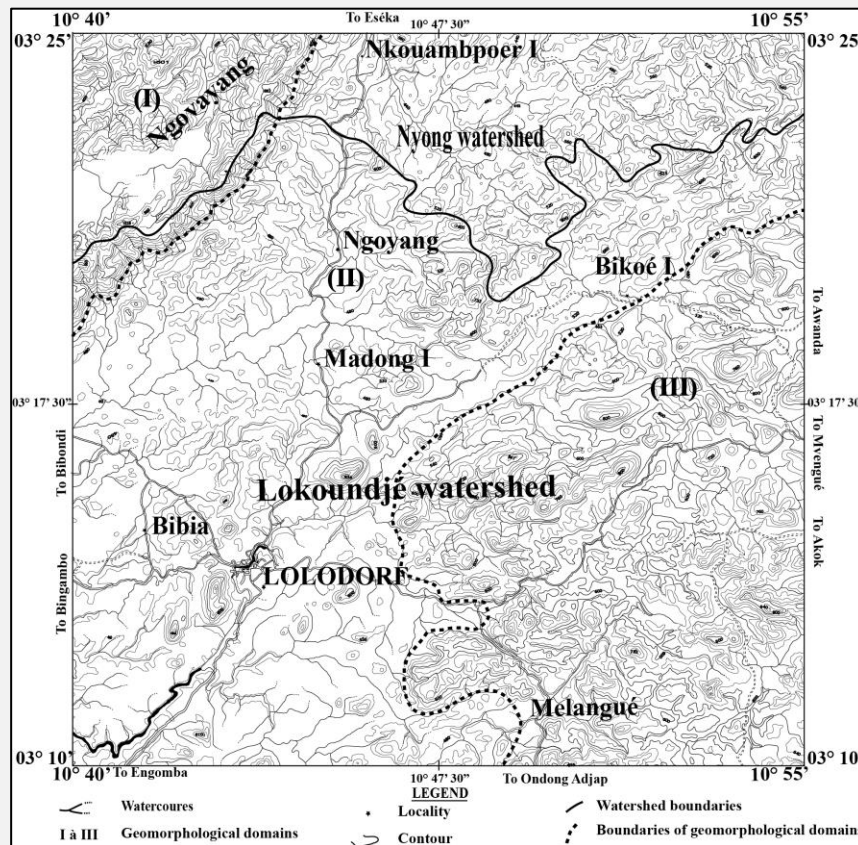 To Eséka
10° 40' 10° 47' 30" 10° 55'
03° 25' 03° 25'
Nkouambpoer I
(I)
Ngovayang
Nyong watershed
Ngoyang
(II)
Bikoé I
To Awanda
Madong I
(III)
03° 17' 30" 03° 17' 30"
To Bibondi
To Mvengué
Lokoundjé watershed
Bibia
To Akok
LOLODORF
To Bingambo
Melangué
03° 10' 03° 10'
10° 40' 10° 47' 30" 10° 55'
To Engomba To Ondong Adjap
LEGEND
Watercoures
Locality
Watershed boundaries
I à III Geomorphological domains
Contour
Boundaries of geomorphological domain